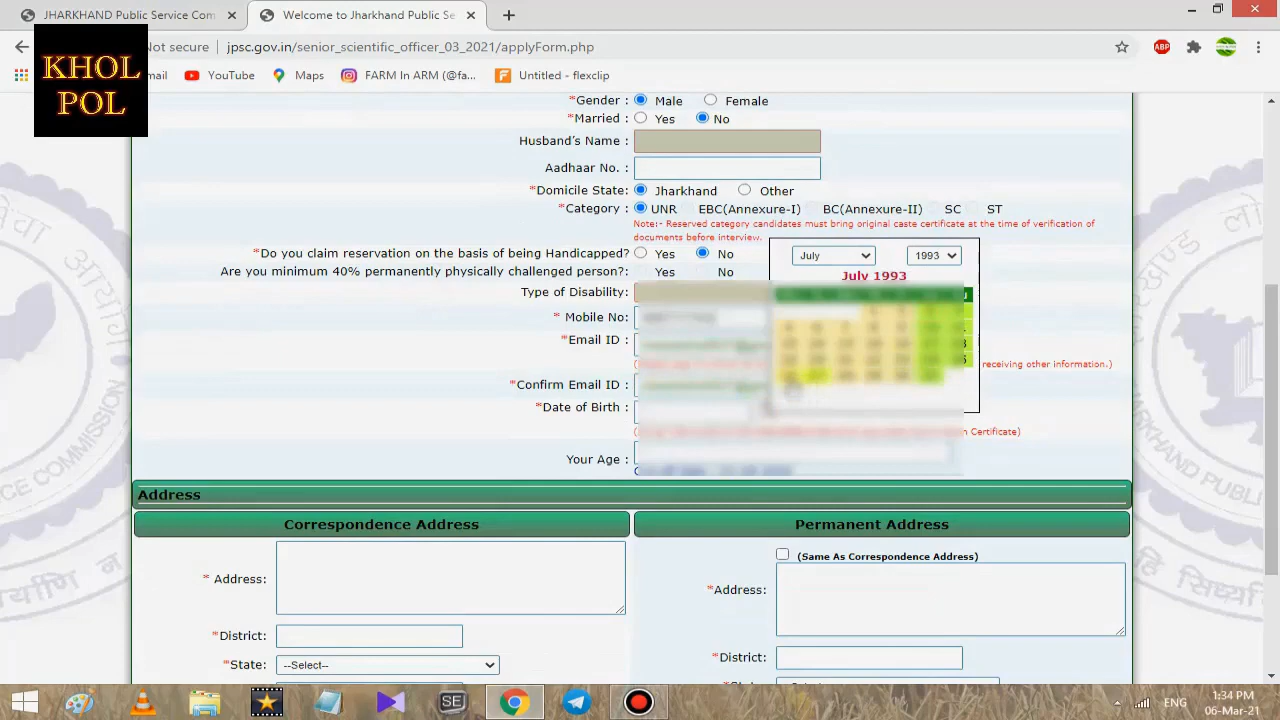 JHARKHAND Public Service Com
Welcome to Jharkhand Public Se
Not secure
jpsc.gov.in/senior_scientific_officer_03_2021/applyForm.php
ABP
KHOL
POL
YouTube
Maps
FARM In ARM (@fa...
Untitled - flexclip
*Gender : Male Female
*Married : Yes No
Husband's Name :
Aadhaar No. :
*Domicile State: Jharkhand Other
*Category : UNR EBC(Annexure-I) BC(Annexure-II) SC ST
Note:- Reserved category candidates must bring original caste certificate at the time of verification of
documents before interview.
*Do you claim reservation on the basis of being Handicapped? Yes No
Are you minimum 40% permanently physically challenged person: Yes No
July 1993
July 1993
Type of Disability:
* Mobile No:
*Email ID :
receiving other information.)
*Confirm Email ID :
*Date of Birth :
Certificate)
Your Age :
Address
Correspondence Address
Permanent Address
(Same As Correspondence Address)
* Address:
*Address:
*District:
*District:
*State: --Select--
SE
ENG
1:34 PM
06-Mar-21